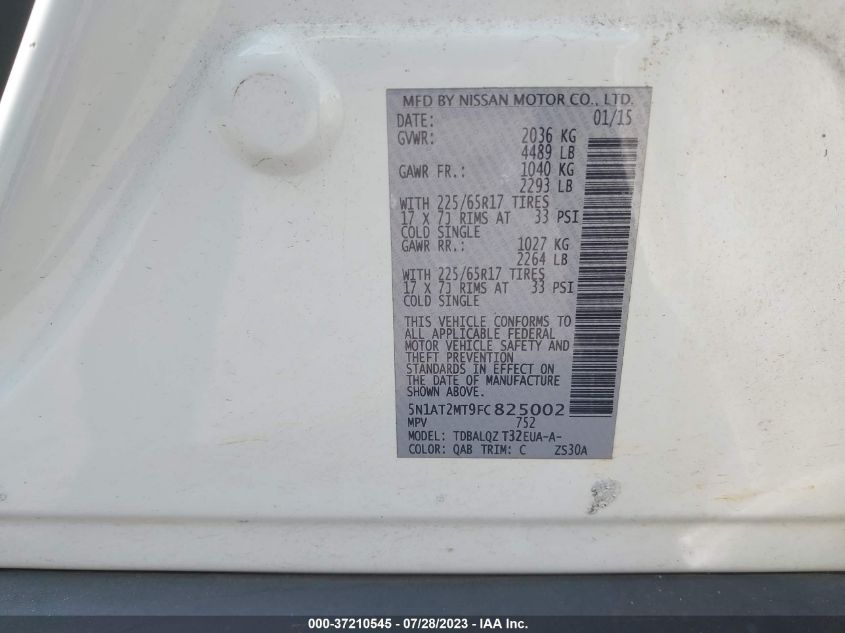 MFD BY NISSAN MOTOR CO., LTD.
DATE: 01/15
GVWR: 2036 KG
4489 LB
GAWR FR.: 1040 KG
2293 LB
WITH 225/65R17 TIRES
17 X 7J RIMS AT 33 PSI
COLD SINGLE
GAWR RR.: 1027 KG
2264 LB
WITH 225/65R17 TIRES
17 X 7J RIMS AT 33 PSI
COLD SINGLE
THIS VEHICLE CONFORMS TO
ALL APPLICABLE FEDERAL
MOTOR VEHICLE SAFETY AND
THEFT PREVENTION
STANDARDS IN EFFECT ON
THE DATE OF MANUFACTURE
SHOWN ABOVE.
5N1AT2MT9FC825002
MPV 752
MODEL: TDBALQZ T32EUA-A-
COLOR: QAB TRIM: C ZS30A
000-37210545 / 07/28/2023 / IAA Inc.